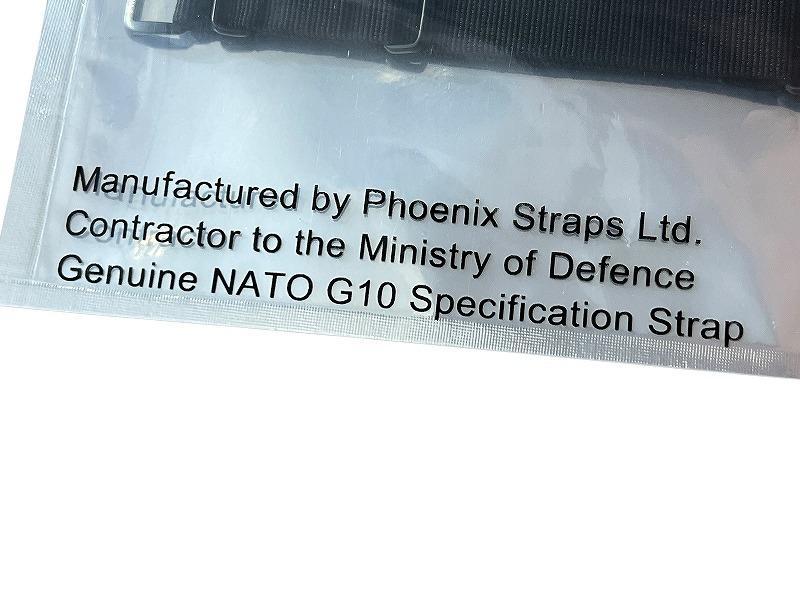 Manufactured by Phoenix Straps Ltd.
Contractor to the Ministry of Defence
Genuine NATO G10 Specification Strap